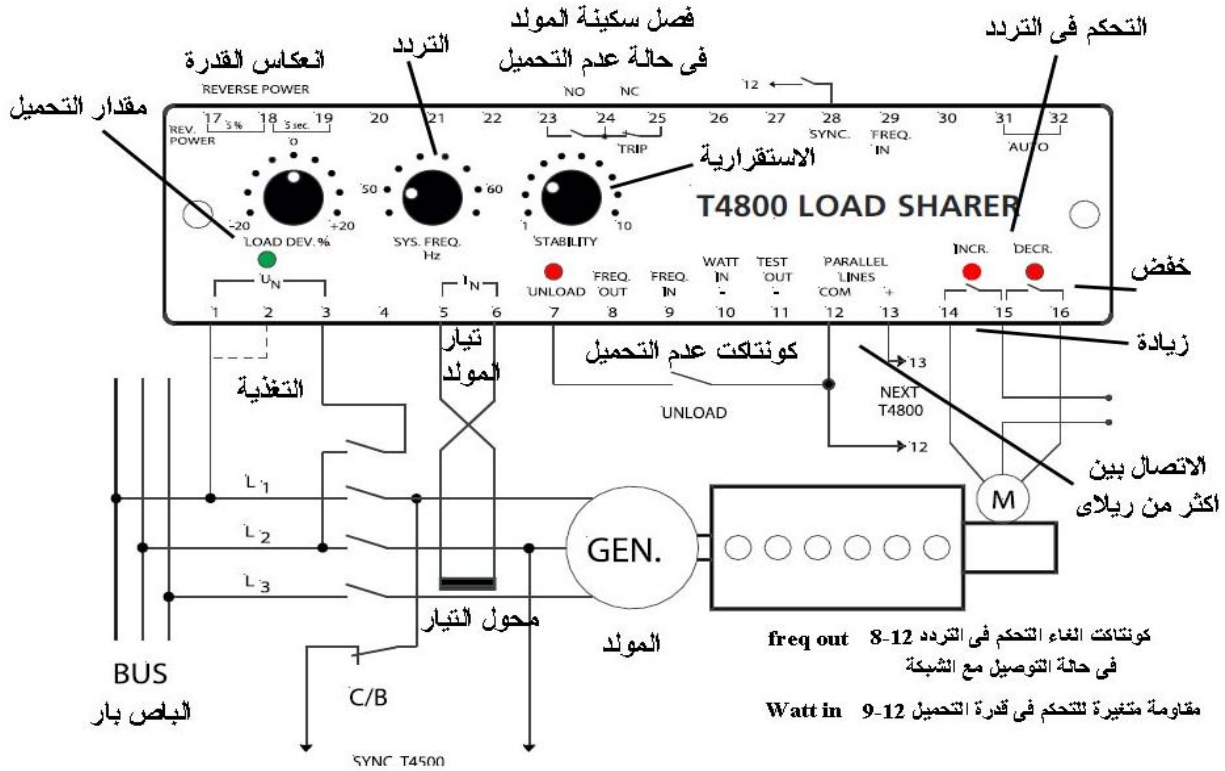 فصل سكينة المولد
فى حالة عدم التحميل
التحكم فى التردد
التردد
انعكاس القدرة
REVERSE POWER
مقدار التحميل
NO NC
12
17 18 19 20 21 22 23 24 25 26 27 28 29 30 31 32
REV. POWER
5 % 5 sec.
TRIP
SYNC.
FREQ. IN
AUTO
0
-20 +20
LOAD DEV. %
50 60
SYS. FREQ.
Hz
1 10
STABILITY
الاستقرارية
T4800 LOAD SHARER
INCR. DECR.
خفض
زيادة
UN
IN
UNLOAD
FREQ. OUT
FREQ. IN
WATT IN -
TEST OUT -
PARALLEL LINES
COM +
1 2 3 4 5 6 7 8 9 10 11 12 13 14 15 16
التغذية
تيار
المولد
كونتاكت عدم التحميل
UNLOAD
13
NEXT
T4800
12
الاتصال بين
اكثر من ريلاى
L1
L2
L3
GEN.
M
محول التيار
المولد
BUS
الباص بار
C/B
SYNC. T4500
freq out 8-12 كونتاكت الغاء التحكم فى التردد
فى حالة التوصيل مع الشبكة
Watt in 9-12 مقاومة متغيرة للتحكم فى قدرة التحميل